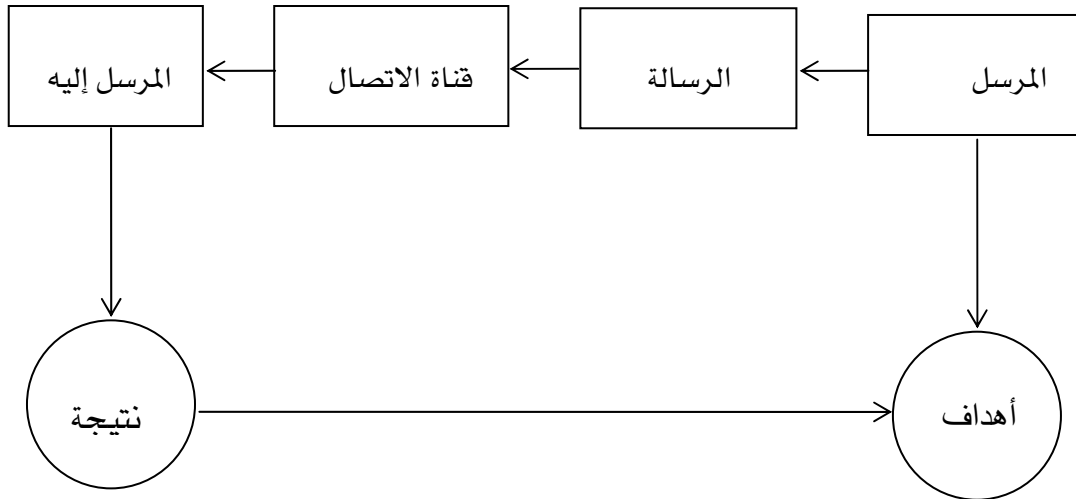 المرسل
الرسالة
قناة الاتصال
المرسل إليه
أهداف
نتيجة